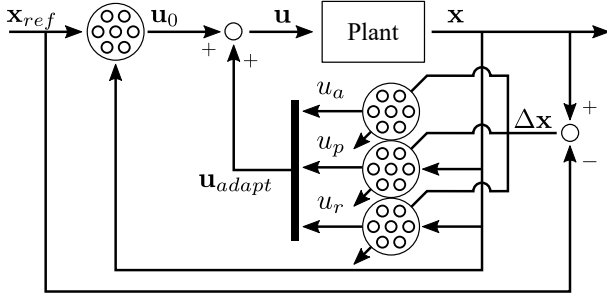 x_ref
u_0
u
Plant
x
+
+
u_a
+
u_p
Δx
−
u_adapt
u_r